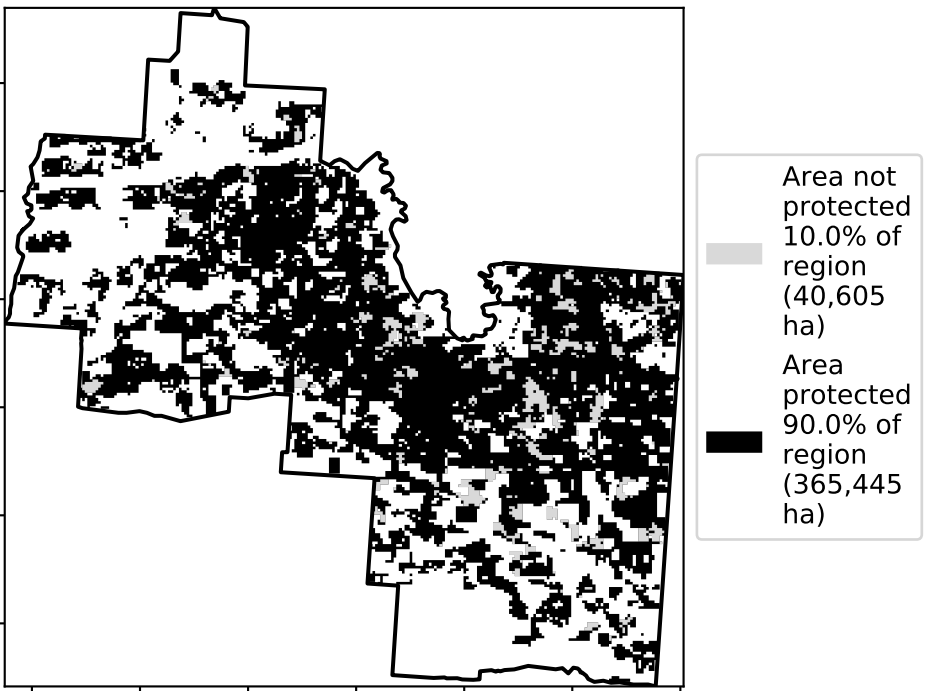 Area not
protected
10.0% of
region
(40,605
ha)
Area
protected
90.0% of
region
(365,445
ha)